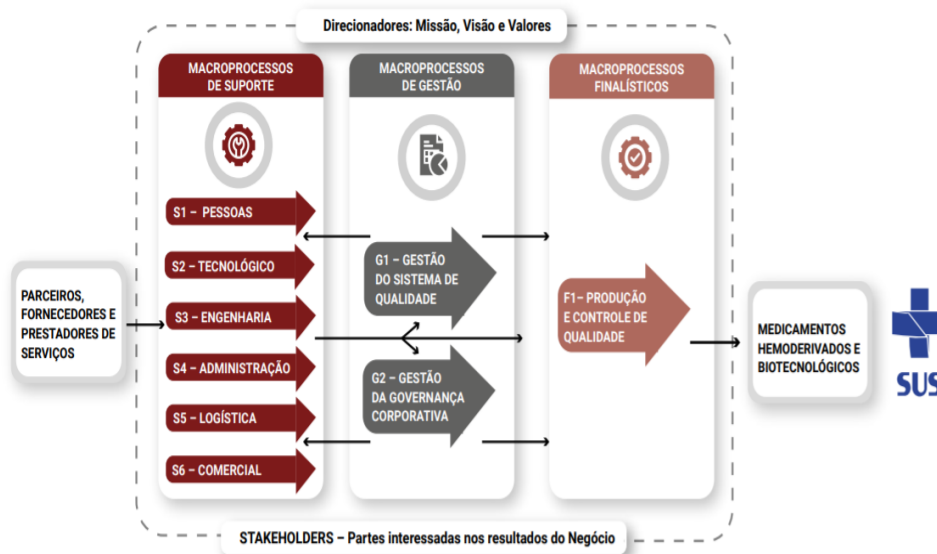 Direcionadores: Missão, Visão e Valores
MACROPROCESSOS
DE SUPORTE
S1 – PESSOAS
S2 – TECNOLÓGICO
S3 – ENGENHARIA
S4 – ADMINISTRAÇÃO
S5 – LOGÍSTICA
S6 – COMERCIAL
MACROPROCESSOS
DE GESTÃO
G1 – GESTÃO
DO SISTEMA DE
QUALIDADE
G2 – GESTÃO
DA GOVERNANÇA
CORPORATIVA
MACROPROCESSOS
FINALÍSTICOS
F1– PRODUÇÃO
E CONTROLE DE
QUALIDADE
PARCEIROS,
FORNECEDORES E
PRESTADORES DE
SERVIÇOS
MEDICAMENTOS
HEMODERIVADOS E
BIOTECNOLÓGICOS
SUS
STAKEHOLDERS – Partes interessadas nos resultados do Negócio